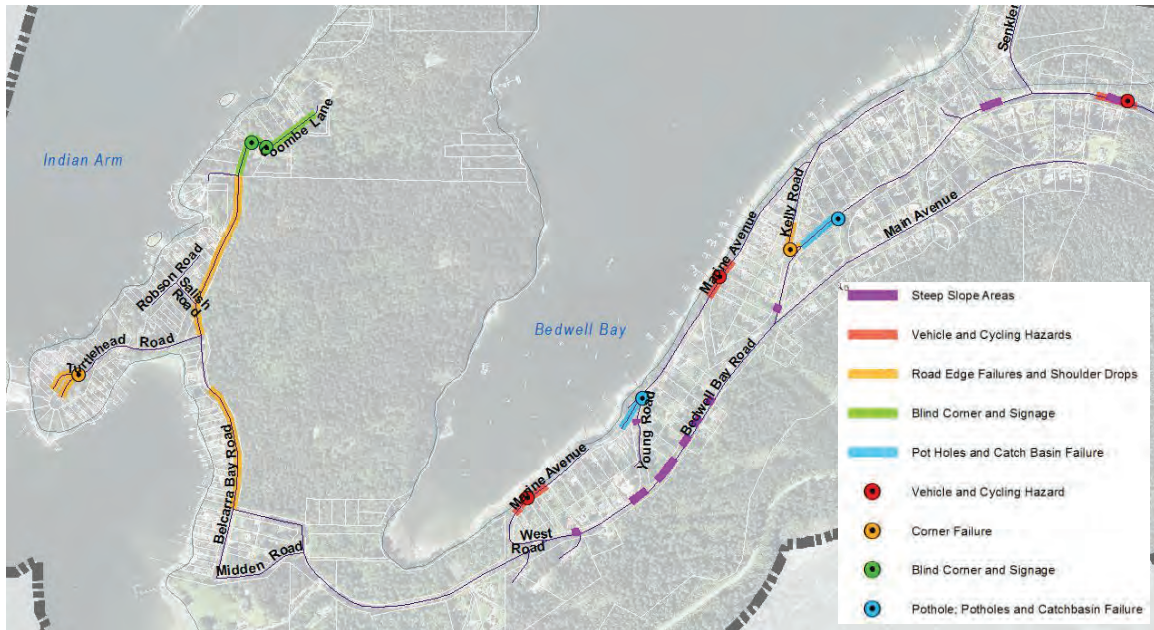 Senkler
Coombe Lane
Indian Arm
Kelly Road
Main Avenue
Marine Avenue
Robson Road
Salish
Road
Bedwell Bay
Turtlehead Road
Bedwell Bay Road
Young Road
Belcarra Bay Road
Marine Avenue
West
Road
Midden Road
Steep Slope Areas
Vehicle and Cycling Hazards
Road Edge Failures and Shoulder Drops
Blind Corner and Signage
Pot Holes and Catch Basin Failure
Vehicle and Cycling Hazard
Corner Failure
Blind Corner and Signage
Pothole; Potholes and Catchbasin Failure